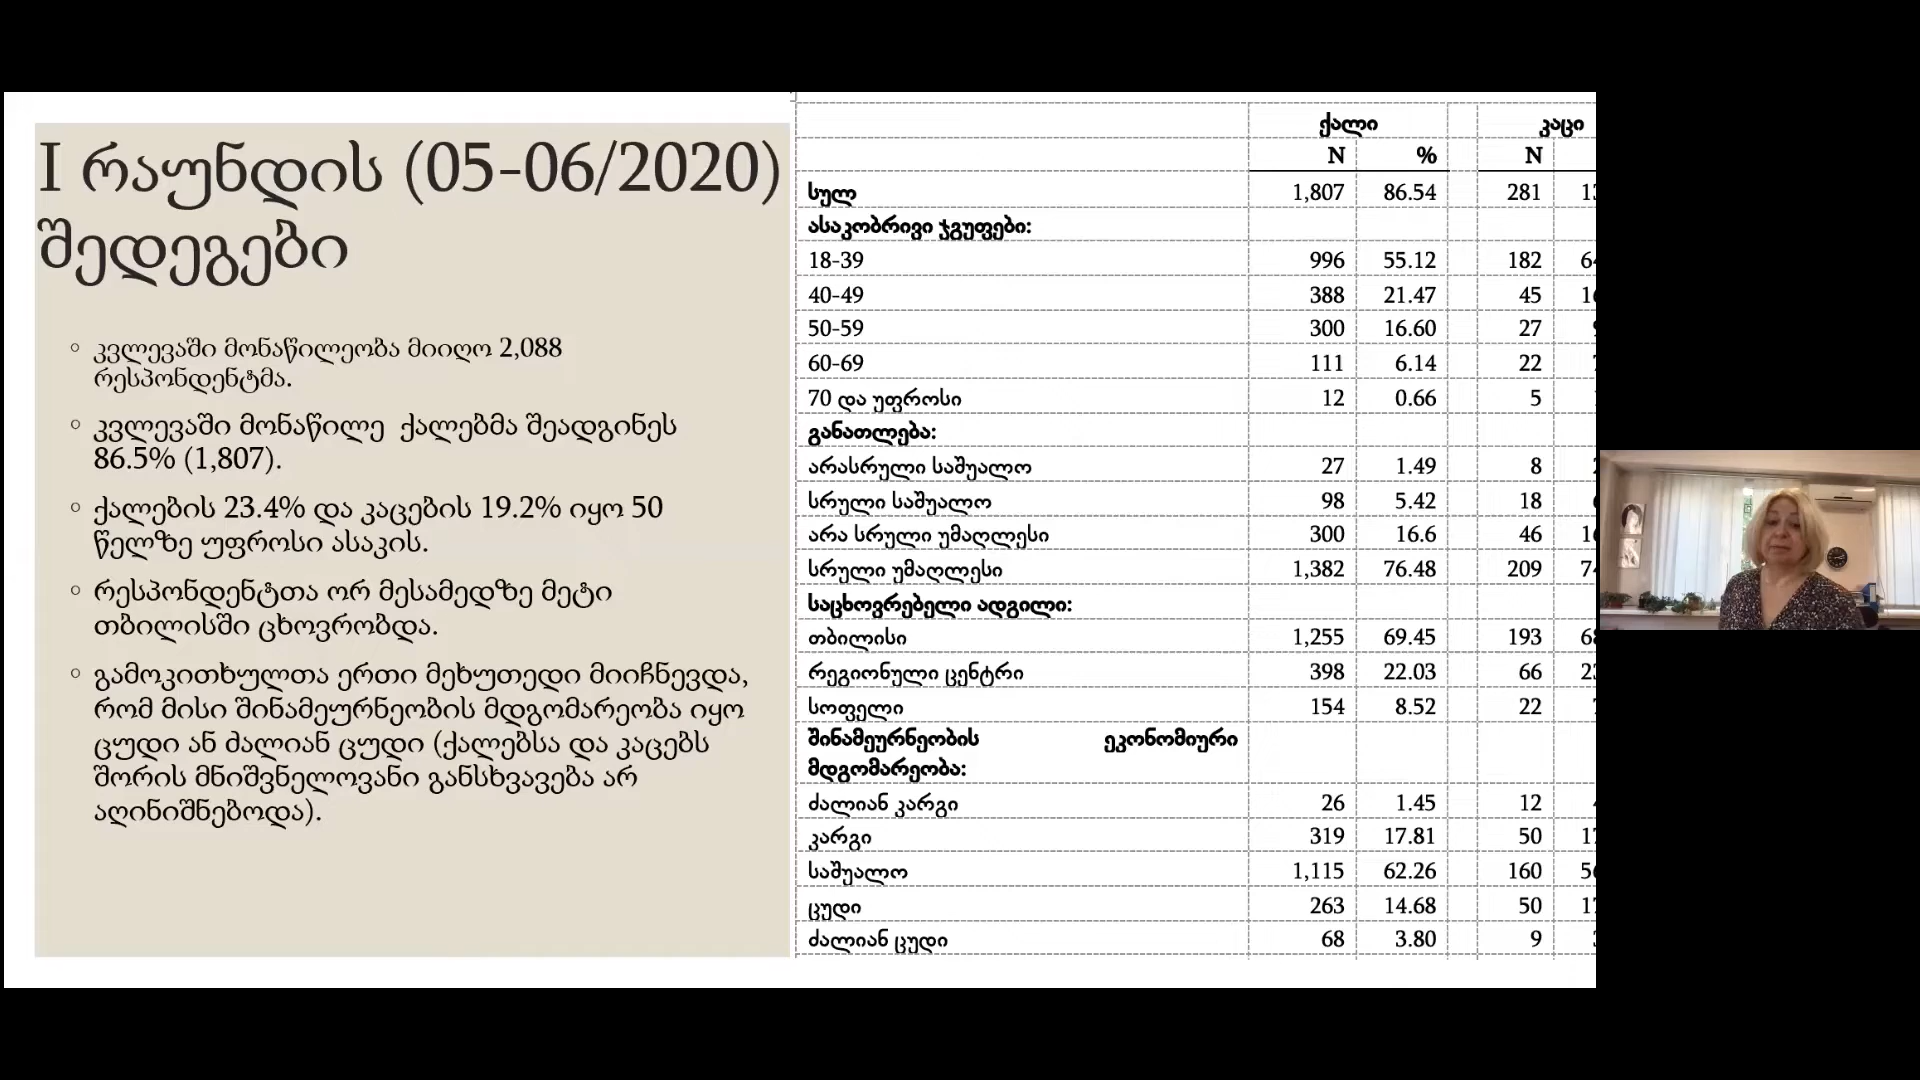 I რაუნდის (05-06/2020)
შედეგები
◦ კვლევაში მონაწილეობა მიიღო 2,088
რესპონდენტმა.
◦ კვლევაში მონაწილე ქალებმა შეადგინეს
86.5% (1,807).
◦ ქალების 23.4% და კაცების 19.2% იყო 50
წელზე უფროსი ასაკის.
◦ რესპონდენტთა ორ მესამედზე მეტი
თბილისში ცხოვრობდა.
◦ გამოკითხულთა ერთი მეხუთედი მიიჩნევდა,
რომ მისი შინამეურნეობის მდგომარეობა იყო
ცუდი ან ძალიან ცუდი (ქალებსა და კაცებს
შორის მნიშვნელოვანი განსხვავება არ
აღინიშნებოდა).
ქალი კაცი
N % N
სულ 1,807 86.54 281
ასაკობრივი ჯგუფები:
18-39 996 55.12 182
40-49 388 21.47 45
50-59 300 16.60 27
60-69 111 6.14 22
70 და უფროსი 12 0.66 5
განათლება:
არასრული საშუალო 27 1.49 8
სრული საშუალო 98 5.42 18
არა სრული უმაღლესი 300 16.6 46
სრული უმაღლესი 1,382 76.48 209
საცხოვრებელი ადგილი:
თბილისი 1,255 69.45 193
რეგიონული ცენტრი 398 22.03 66
სოფელი 154 8.52 22
შინამეურნეობის ეკონომიური
მდგომარეობა:
ძალიან კარგი 26 1.45 12
კარგი 319 17.81 50
საშუალო 1,115 62.26 160
ცუდი 263 14.68 50
ძალიან ცუდი 68 3.80 9